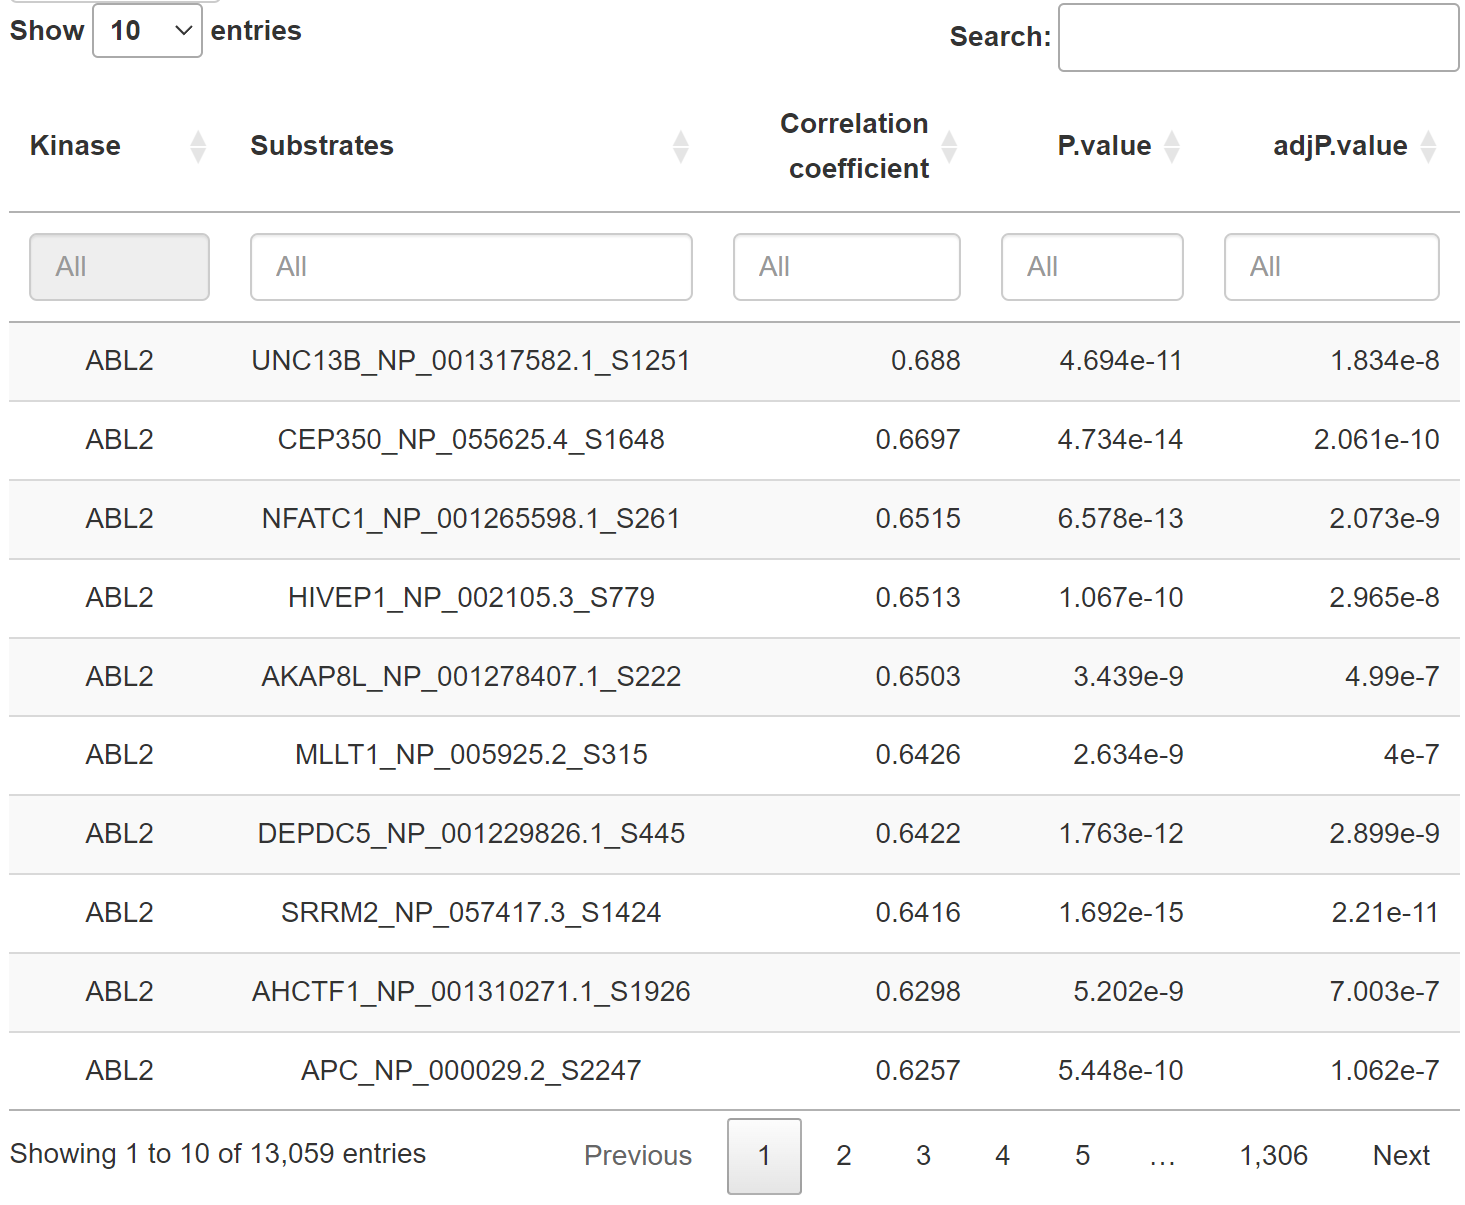 Show 10 entries
Search:
Kinase Substrates Correlation coefficient P.value adjP.value
All All All All All
ABL2 UNC13B_NP_001317582.1_S1251 0.688 4.694e-11 1.834e-8
ABL2 CEP350_NP_055625.4_S1648 0.6697 4.734e-14 2.061e-10
ABL2 NFATC1_NP_001265598.1_S261 0.6515 6.578e-13 2.073e-9
ABL2 HIVEP1_NP_002105.3_S779 0.6513 1.067e-10 2.965e-8
ABL2 AKAP8L_NP_001278407.1_S222 0.6503 3.439e-9 4.99e-7
ABL2 MLLT1_NP_005925.2_S315 0.6426 2.634e-9 4e-7
ABL2 DEPDC5_NP_001229826.1_S445 0.6422 1.763e-12 2.899e-9
ABL2 SRRM2_NP_057417.3_S1424 0.6416 1.692e-15 2.21e-11
ABL2 AHCTF1_NP_001310271.1_S1926 0.6298 5.202e-9 7.003e-7
ABL2 APC_NP_000029.2_S2247 0.6257 5.448e-10 1.062e-7
Showing 1 to 10 of 13,059 entries
Previous 1 2 3 4 5 … 1,306 Next